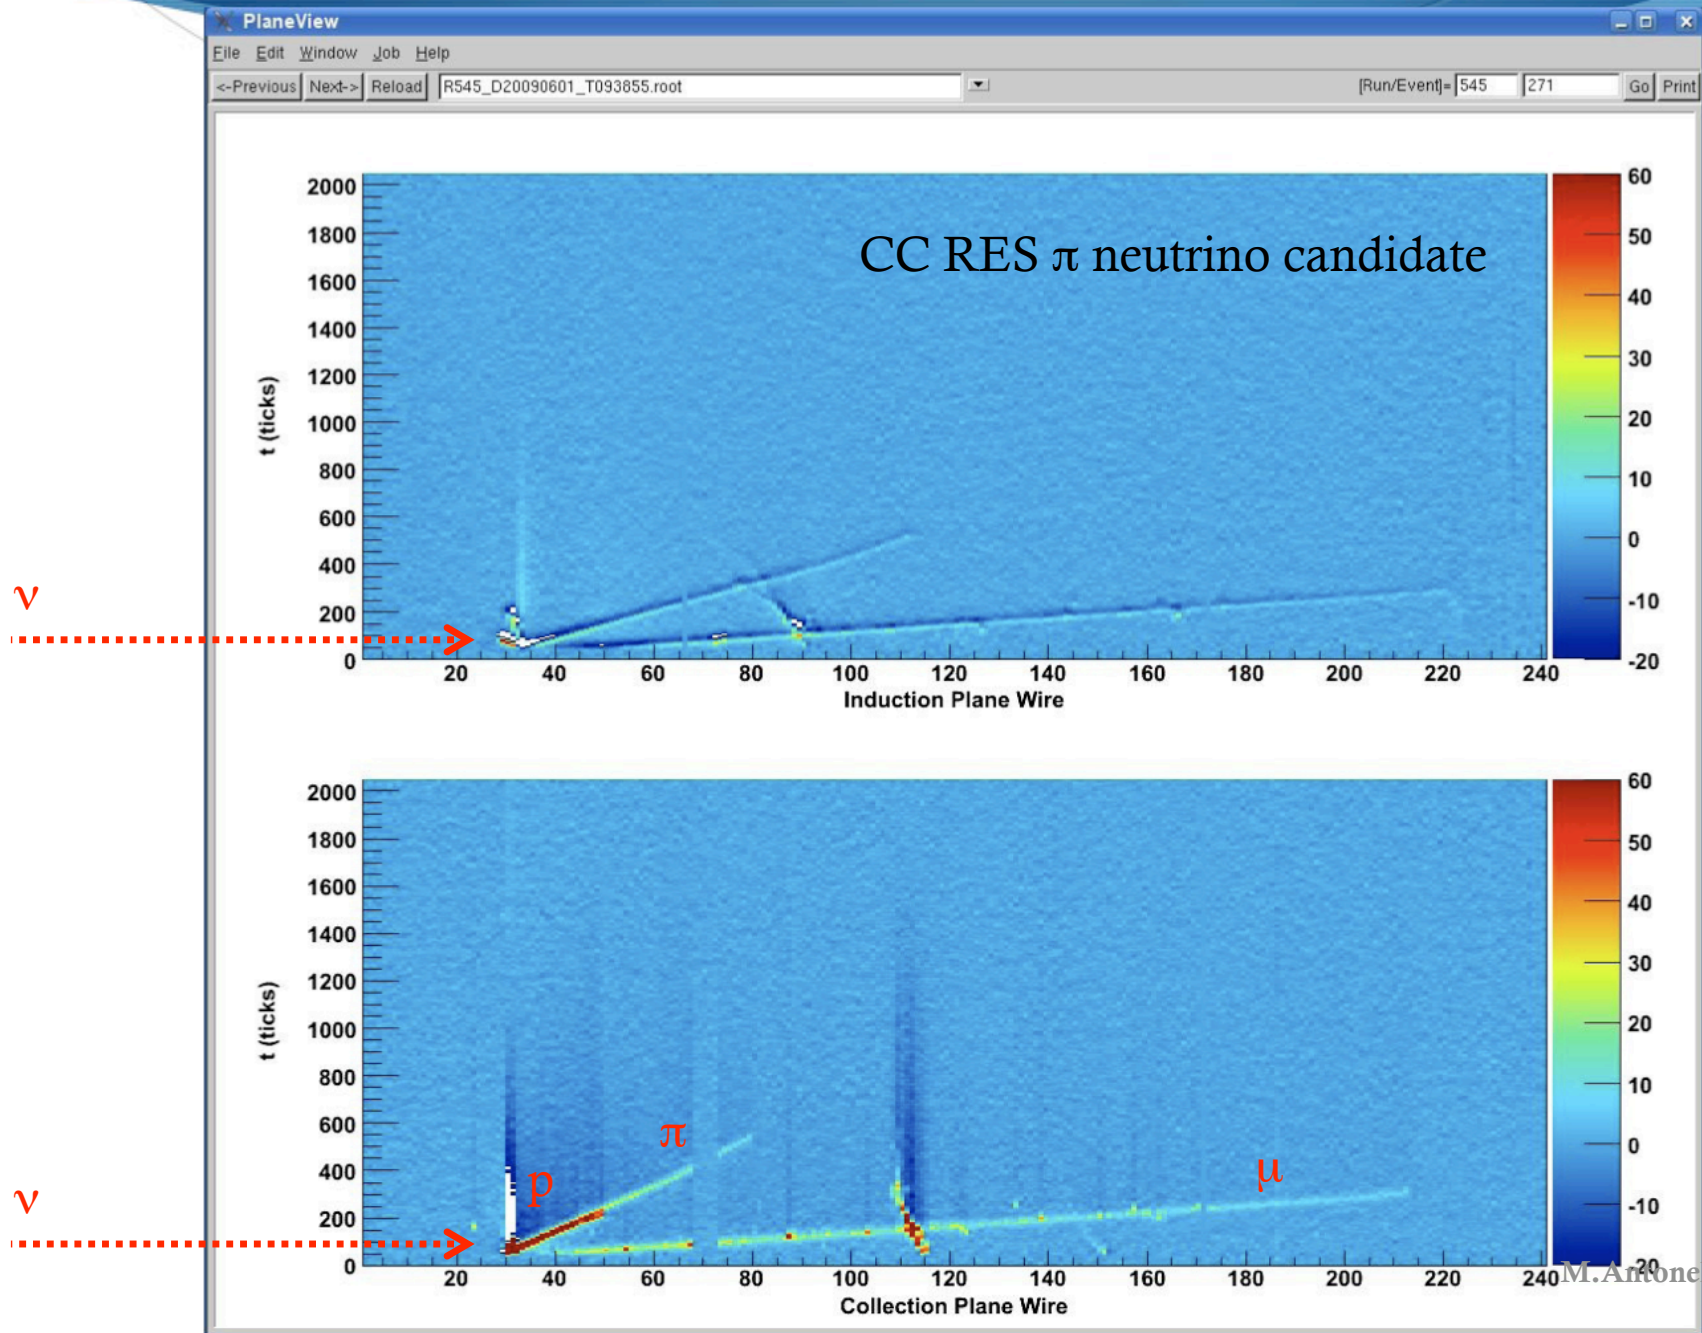 PlaneView
File Edit Window Job Help
<-Previous Next-> Reload R545_D20090601_T093855.root [Run/Event]= 545 271 Go Print
CC RES π neutrino candidate
2000
1800
1600
1400
1200
1000
800
600
400
200
0
t (ticks)
20 40 60 80 100 120 140 160 180 200 220 240
Induction Plane Wire
60
50
40
30
20
10
0
-10
-20
ν
2000
1800
1600
1400
1200
1000
800
600
400
200
0
t (ticks)
π
p
μ
20 40 60 80 100 120 140 160 180 200 220 240
Collection Plane Wire
60
50
40
30
20
10
0
-10
-20
ν
M.Antone